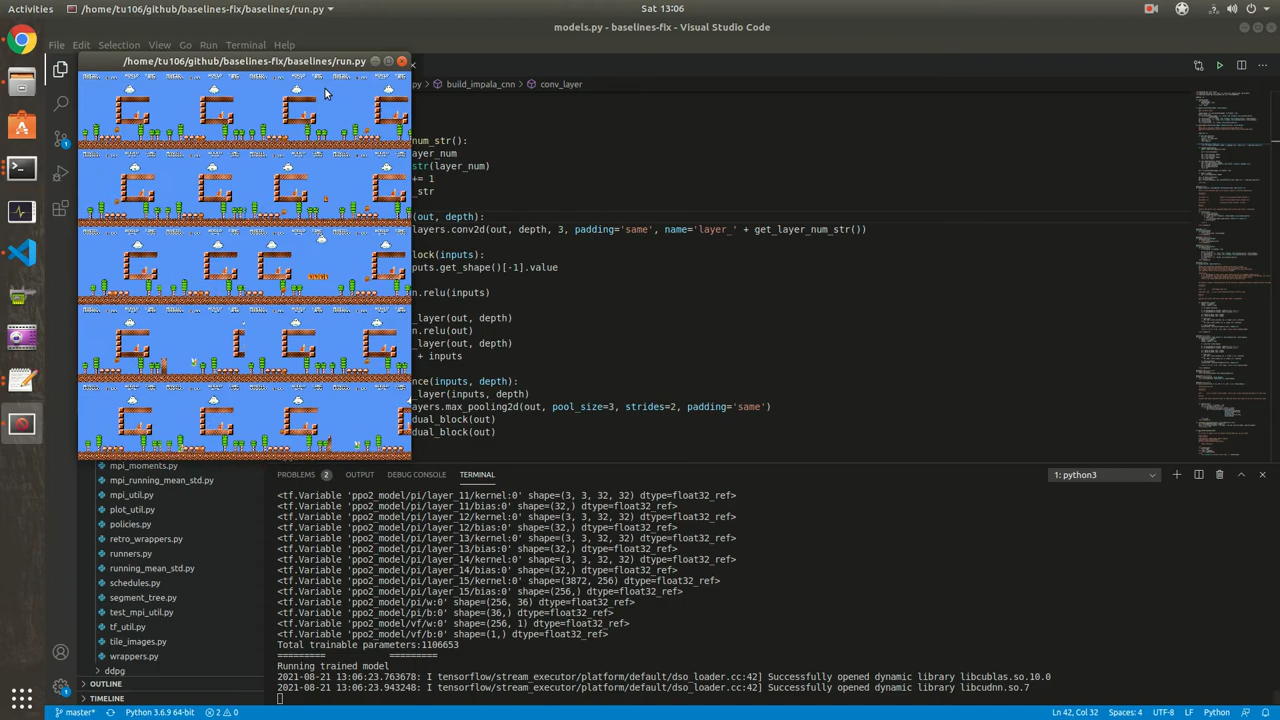 Activities
/home/tu106/github/baselines-fix/baselines/run.py
Sat 13:06
models.py - baselines-fix - Visual Studio Code
File Edit Selection View Go Run Terminal Help
/home/tu106/github/baselines-fix/baselines/run.py
py > build_impala_cnn > conv_layer
num_str():
ayer_num
str(layer_num)
+= 1
_str
(out, depth):
layers.conv2d(out, depth, 3, padding='same', name='layer_' + get_layer_num_str())
lock(inputs):
puts.get_shape()[-1].value
n.relu(inputs)
_layer(out, depth)
n.relu(out)
_layer(out, depth)
+ inputs
nce(inputs, depth):
_layer(inputs, depth)
ayers.max_pooling2d(out, pool_size=3, strides=2, padding='same')
dual_block(out)
dual_block(out)
mpi_moments.py
mpi_running_mean_std.py
mpi_util.py
plot_util.py
policies.py
retro_wrappers.py
runners.py
running_mean_std.py
schedules.py
segment_tree.py
test_mpi_util.py
tf_util.py
tile_images.py
wrappers.py
ddpg
OUTLINE
TIMELINE
PROBLEMS 2 OUTPUT DEBUG CONSOLE TERMINAL
1: python3
<tf.Variable 'ppo2_model/pi/layer_11/kernel:0' shape=(3, 3, 32, 32) dtype=float32_ref>
<tf.Variable 'ppo2_model/pi/layer_11/bias:0' shape=(32,) dtype=float32_ref>
<tf.Variable 'ppo2_model/pi/layer_12/kernel:0' shape=(3, 3, 32, 32) dtype=float32_ref>
<tf.Variable 'ppo2_model/pi/layer_12/bias:0' shape=(32,) dtype=float32_ref>
<tf.Variable 'ppo2_model/pi/layer_13/kernel:0' shape=(3, 3, 32, 32) dtype=float32_ref>
<tf.Variable 'ppo2_model/pi/layer_13/bias:0' shape=(32,) dtype=float32_ref>
<tf.Variable 'ppo2_model/pi/layer_14/kernel:0' shape=(3, 3, 32, 32) dtype=float32_ref>
<tf.Variable 'ppo2_model/pi/layer_14/bias:0' shape=(32,) dtype=float32_ref>
<tf.Variable 'ppo2_model/pi/layer_15/kernel:0' shape=(3872, 256) dtype=float32_ref>
<tf.Variable 'ppo2_model/pi/layer_15/bias:0' shape=(256,) dtype=float32_ref>
<tf.Variable 'ppo2_model/pi/w:0' shape=(256, 36) dtype=float32_ref>
<tf.Variable 'ppo2_model/pi/b:0' shape=(36,) dtype=float32_ref>
<tf.Variable 'ppo2_model/vf/w:0' shape=(256, 1) dtype=float32_ref>
<tf.Variable 'ppo2_model/vf/b:0' shape=(1,) dtype=float32_ref>
Total trainable parameters:1106653
========= =========
Running trained model
2021-08-21 13:06:23.763678: I tensorflow/stream_executor/platform/default/dso_loader.cc:42] Successfully opened dynamic library libcublas.so.10.0
2021-08-21 13:06:23.943248: I tensorflow/stream_executor/platform/default/dso_loader.cc:42] Successfully opened dynamic library libcudnn.so.7
master* Python 3.6.9 64-bit 2 0
Ln 42, Col 32 Spaces: 4 UTF-8 LF Python